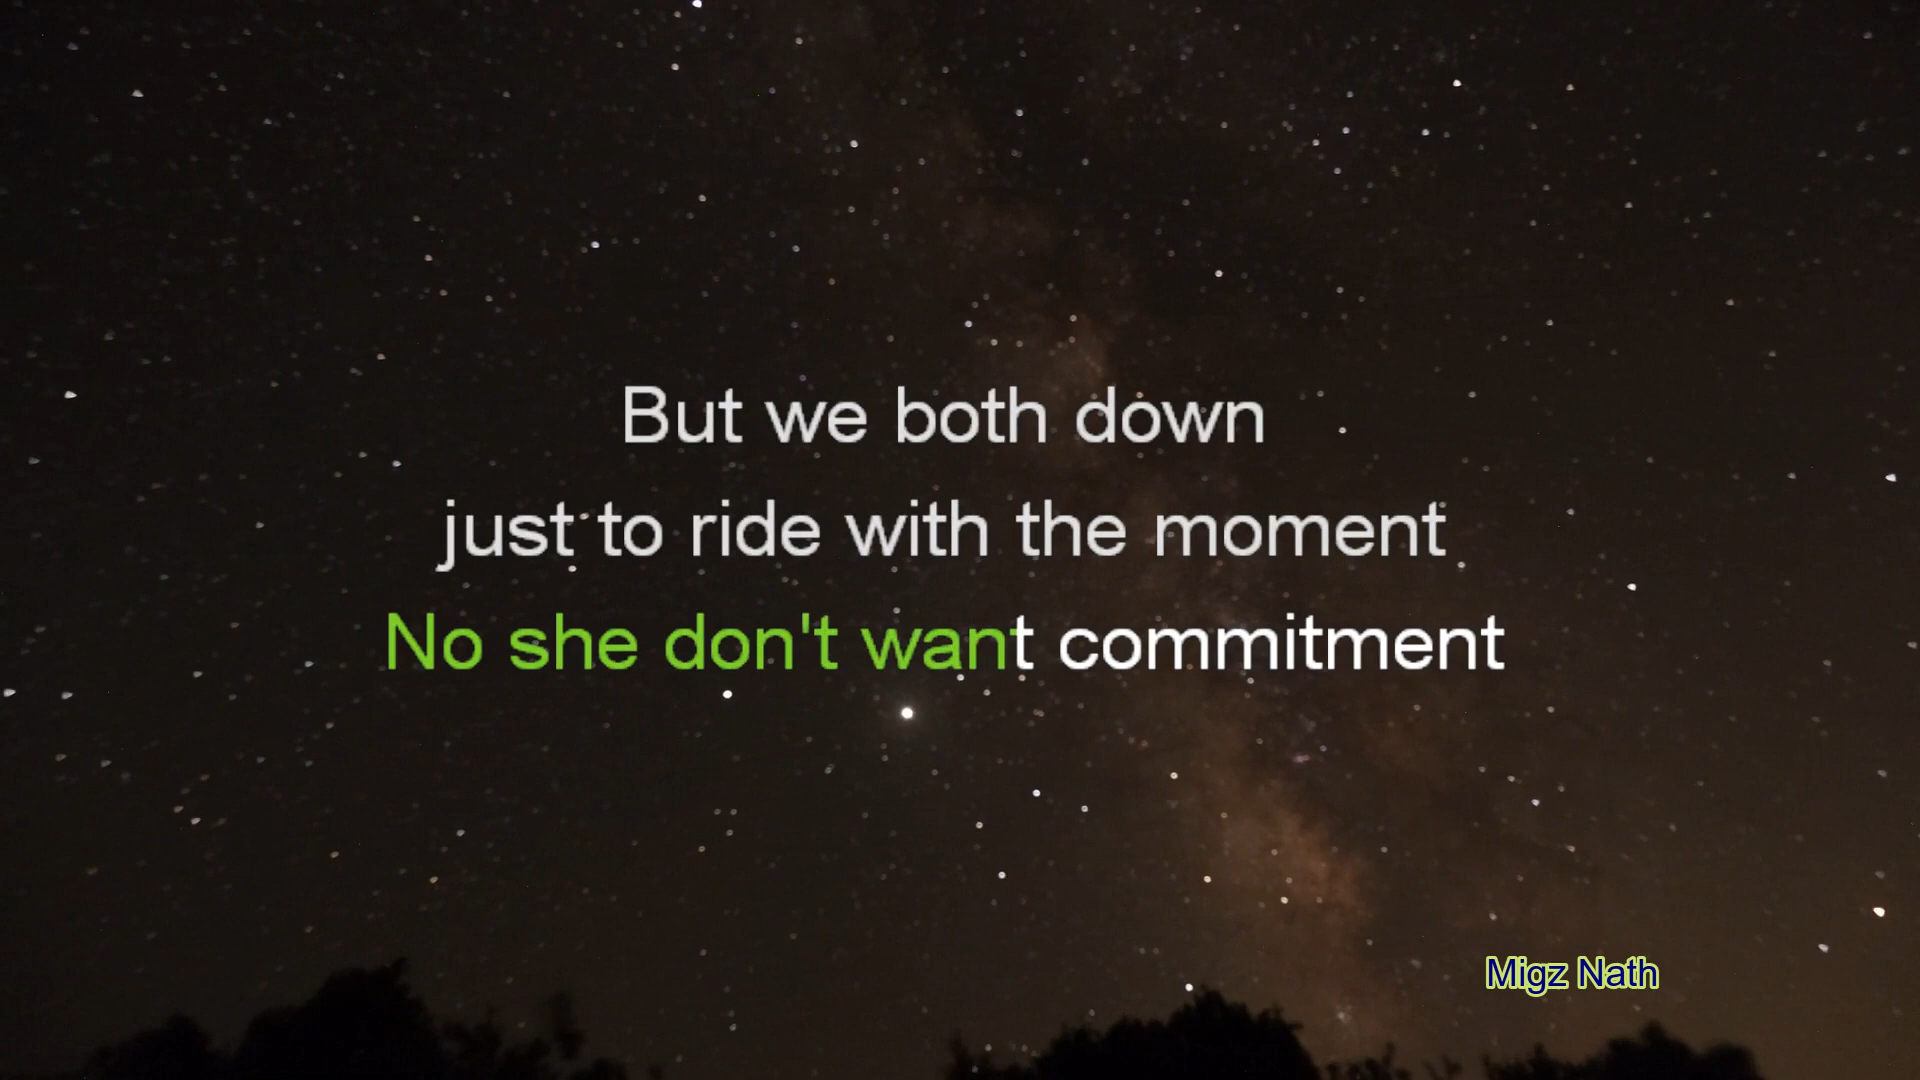 But we both down
just to ride with the moment
No she don't want commitment
Migz Nath